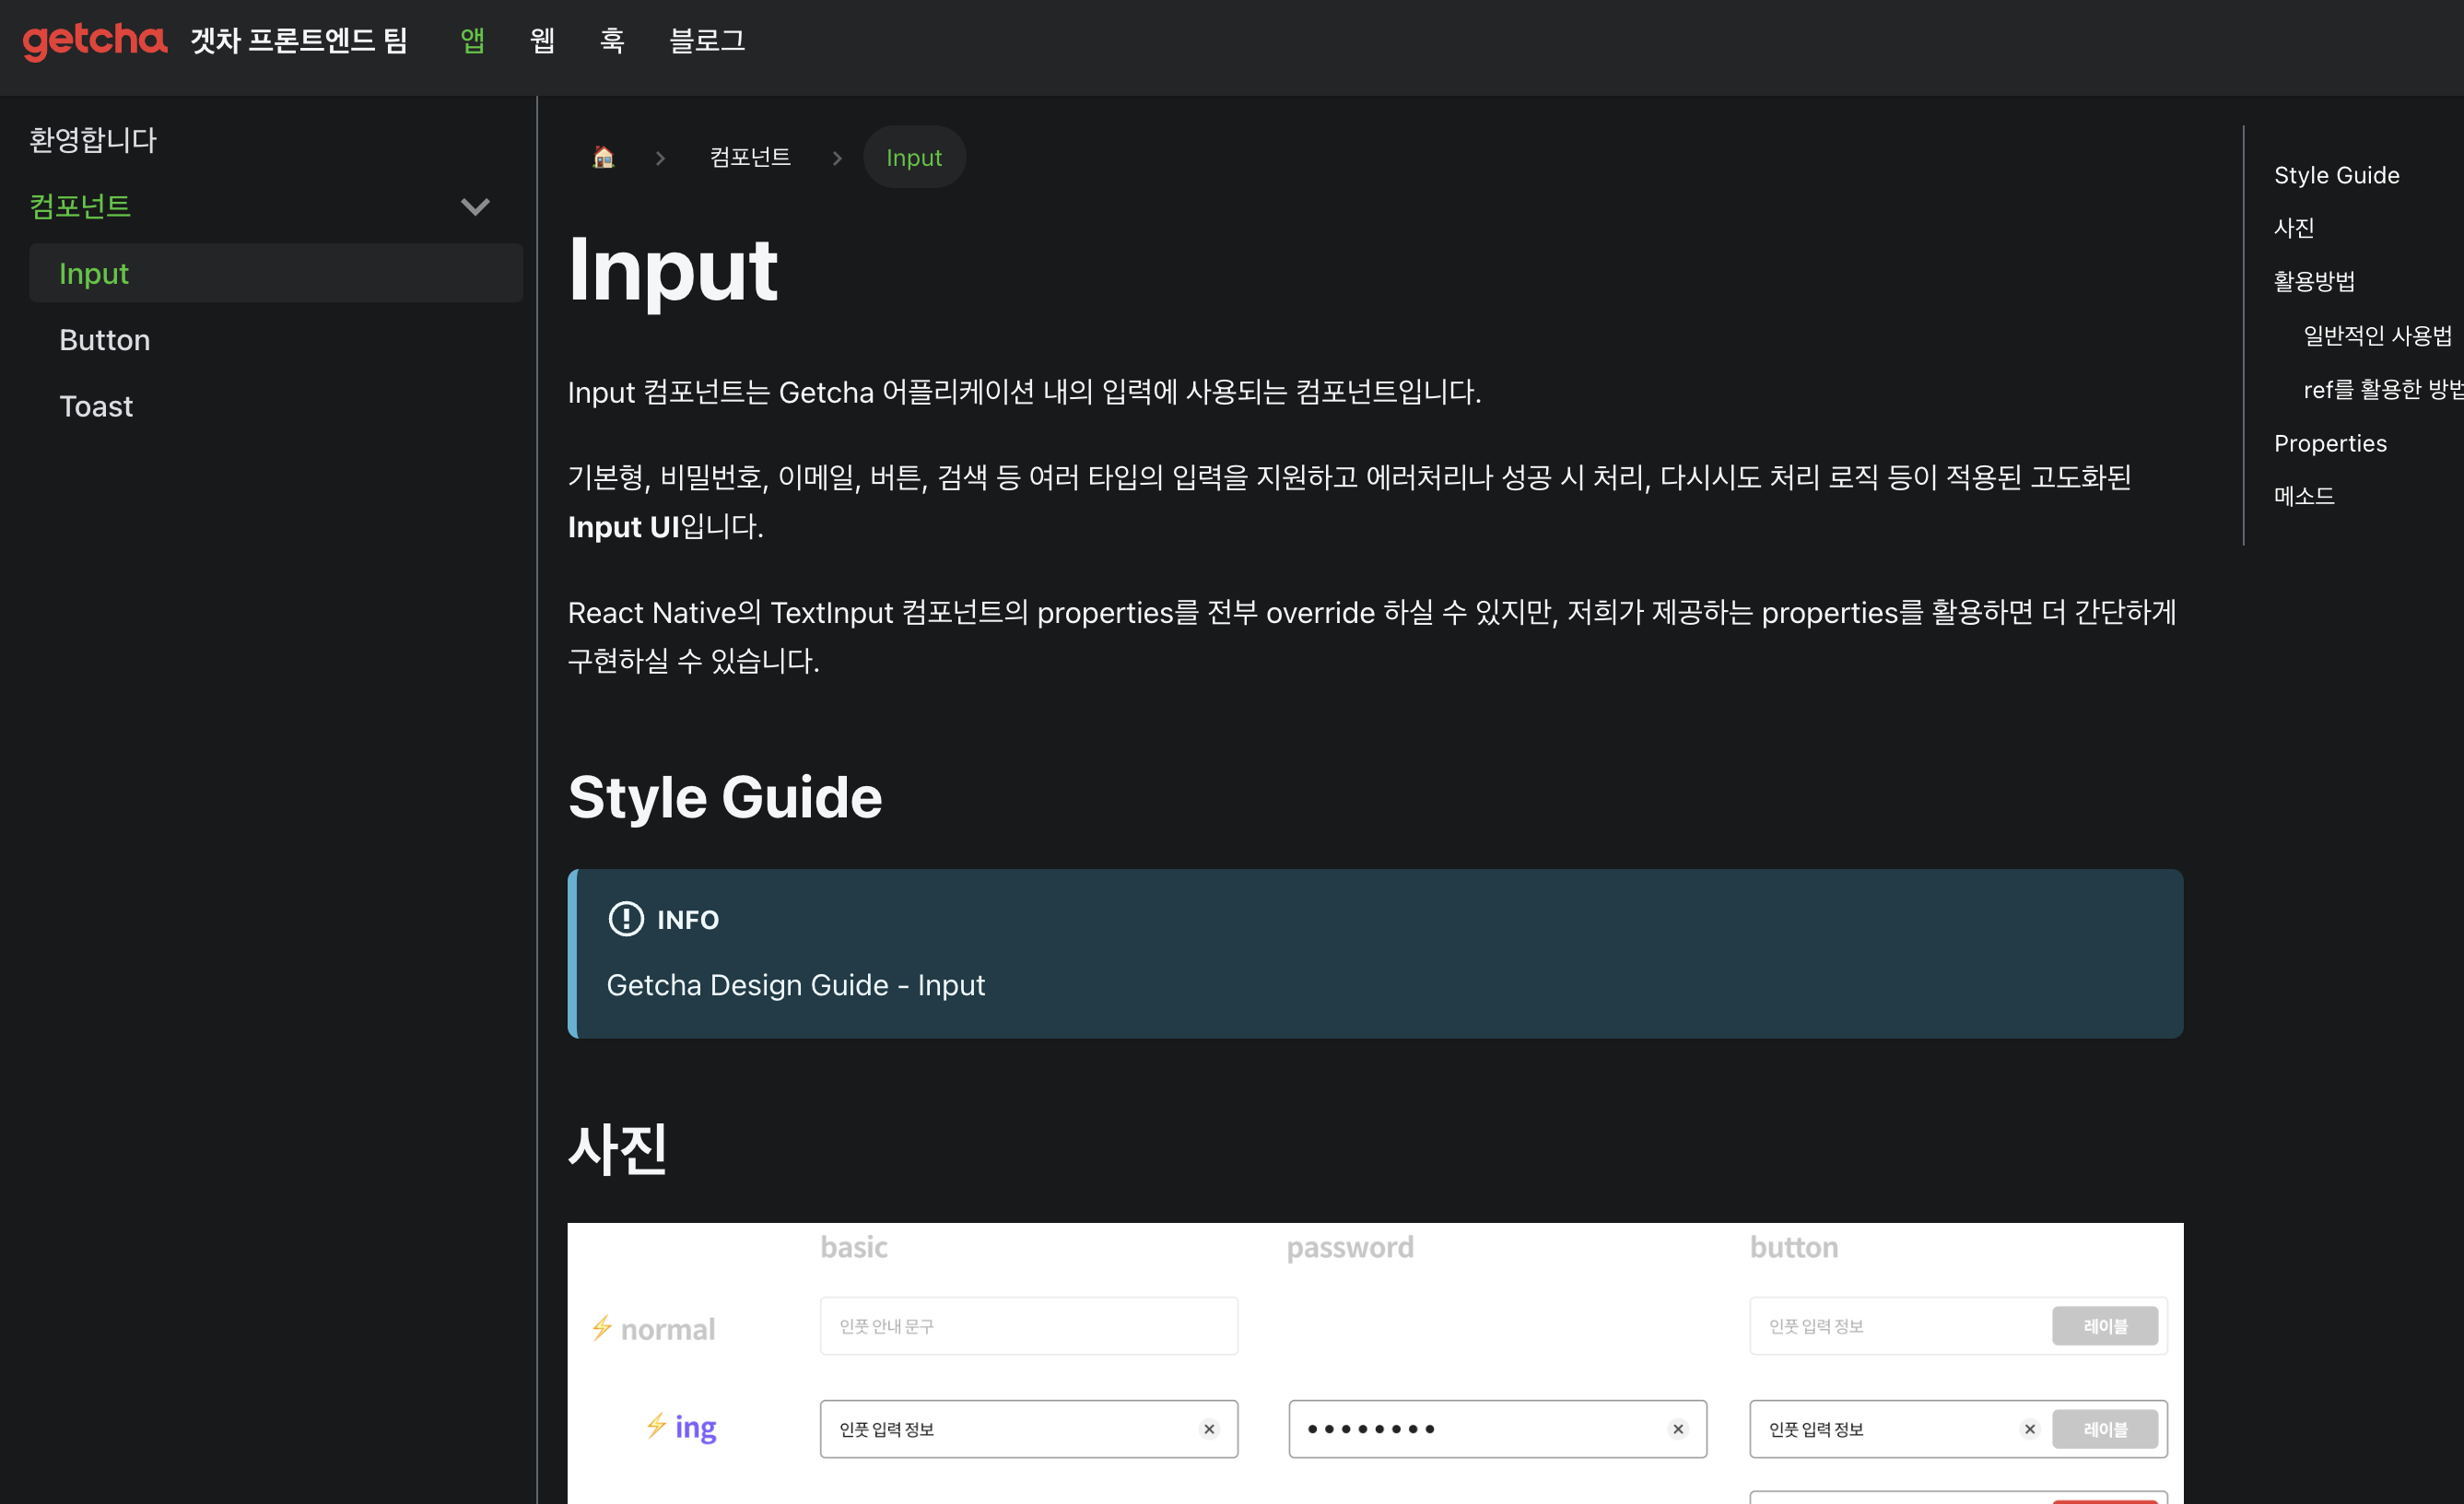 getcha 겟차 프론트엔드 팀 앱 웹 훅 블로그
환영합니다
컴포넌트
Input
Button
Toast
컴포넌트
Input
Input
Input 컴포넌트는 Getcha 어플리케이션 내의 입력에 사용되는 컴포넌트입니다.
기본형, 비밀번호, 이메일, 버튼, 검색 등 여러 타입의 입력을 지원하고 에러처리나 성공 시 처리, 다시시도 처리 로직 등이 적용된 고도화된
Input UI입니다.
React Native의 TextInput 컴포넌트의 properties를 전부 override 하실 수 있지만, 저희가 제공하는 properties를 활용하면 더 간단하게
구현하실 수 있습니다.
Style Guide
INFO
Getcha Design Guide - Input
사진
basic password button
normal 인풋 안내 문구 인풋 입력 정보 레이블
ing 인풋 입력 정보 인풋 입력 정보 레이블
Style Guide
사진
활용방법
일반적인 사용법
ref를 활용한 방법
Properties
메소드